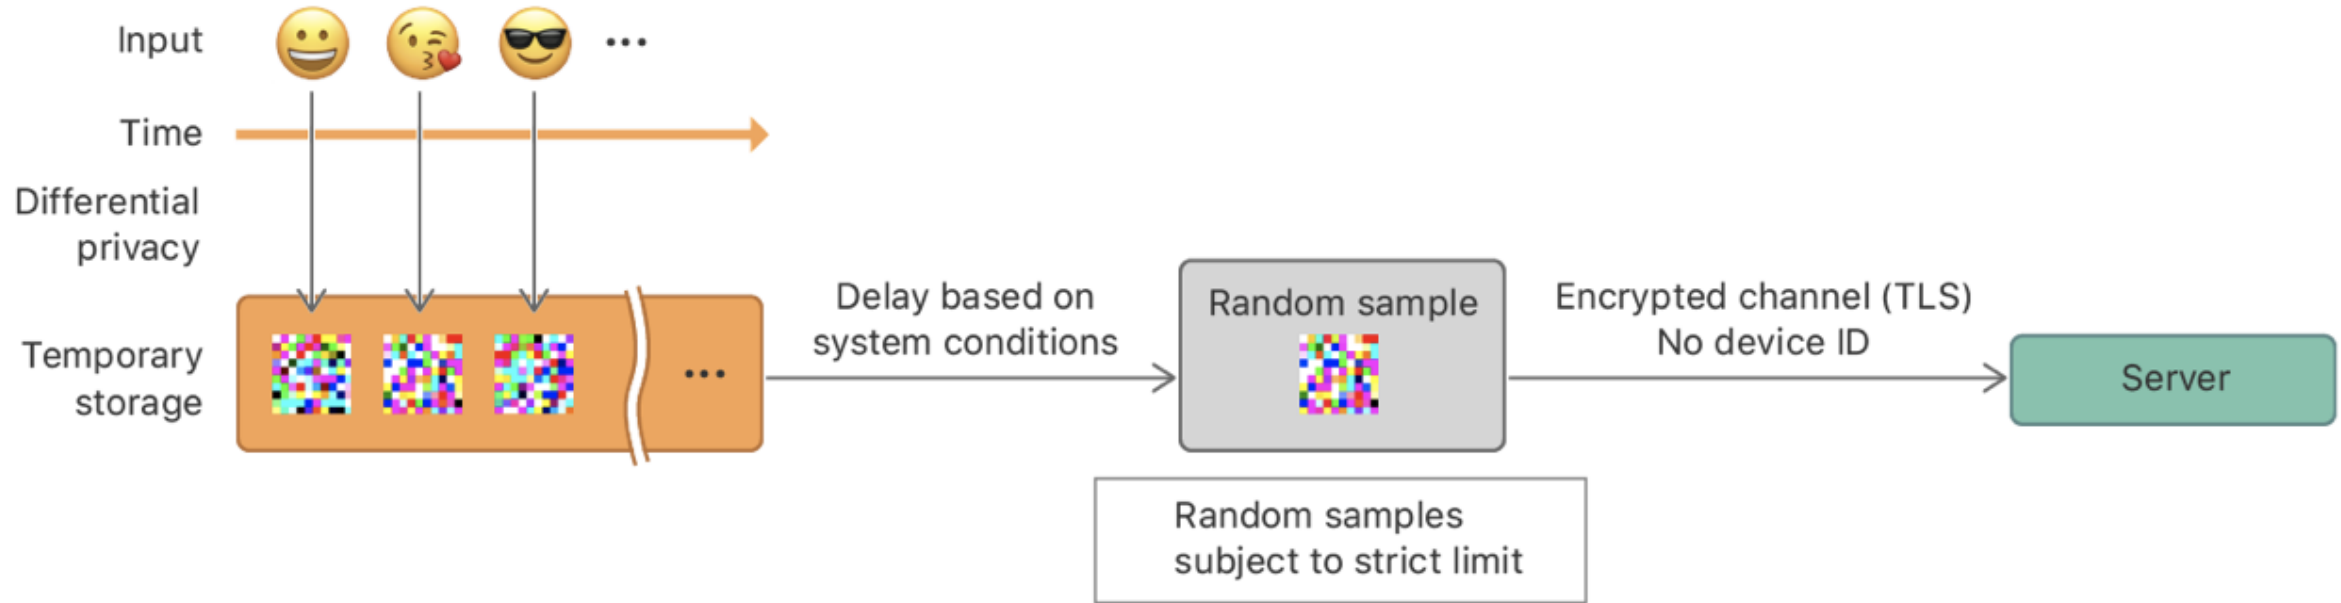 Input
...
Time
Differential
privacy
Temporary
storage
...
Delay based on
system conditions
Random sample
Encrypted channel (TLS)
No device ID
Server
Random samples
subject to strict limit